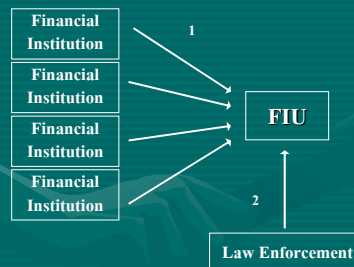 Financial
Institution
1
Financial
Institution
FIU
Financial
Institution
Financial
Institution
2
Law Enforcement